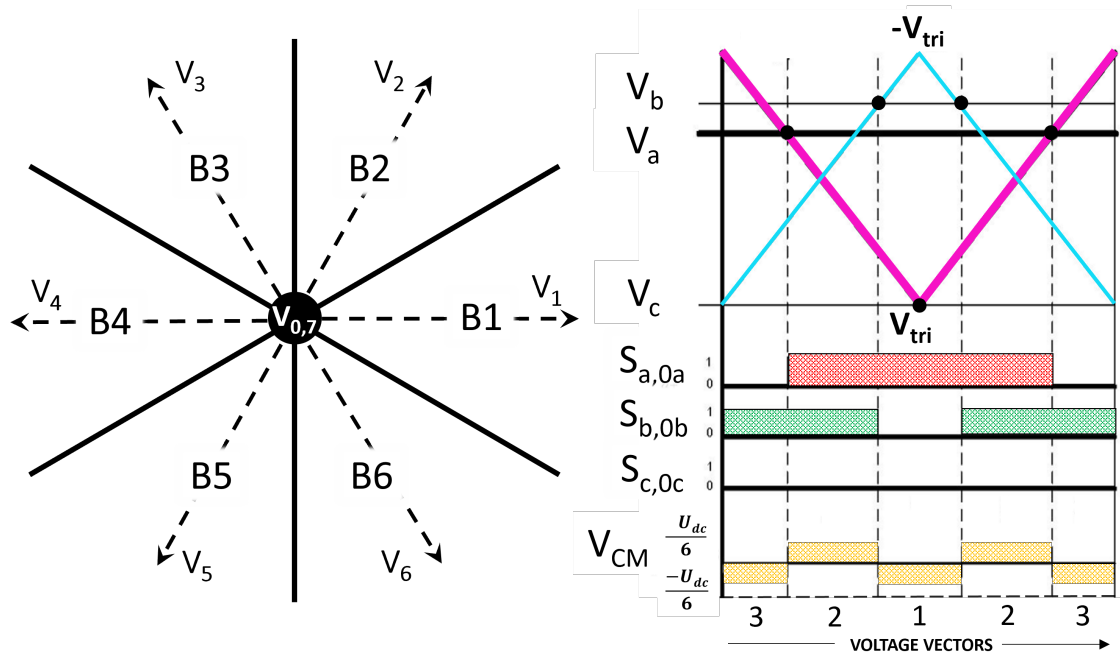 V3
V2
B3
B2
V4
B4
V0,7
B1
V1
B5
B6
V5
V6
-Vtri
Vb
Va
Vc
Vtri
Sa,0a
1
0
Sb,0b
1
0
Sc,0c
1
0
VCM
Udc/6
-Udc/6
3 2 1 2 3
VOLTAGE VECTORS